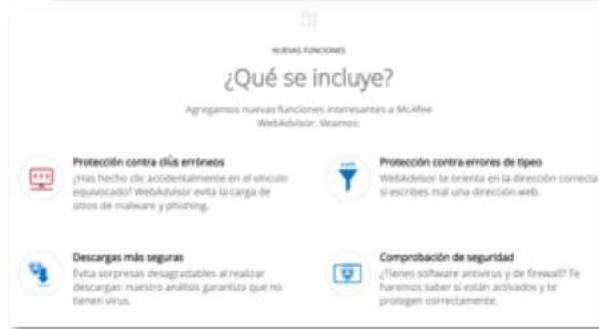 NUEVAS FUNCIONES
¿Qué se incluye?
Agregamos nuevas funciones interesantes a McAfee
WebAdvisor. Veamos:
Protección contra clics erróneos
¿Has hecho clic accidentalmente en el vínculo
equivocado? WebAdvisor evita la carga de
sitios de malware y phishing.
Protección contra errores de tipeo
WebAdvisor te orienta en la dirección correcta
si escribes mal una dirección web.
Descargas más seguras
Evita sorpresas desagradables al realizar
descargas: nuestro análisis garantiza que no
tienen virus.
Comprobación de seguridad
¿Tienes software antivirus y de firewall? Te
haremos saber si están activados y te
protegen correctamente.